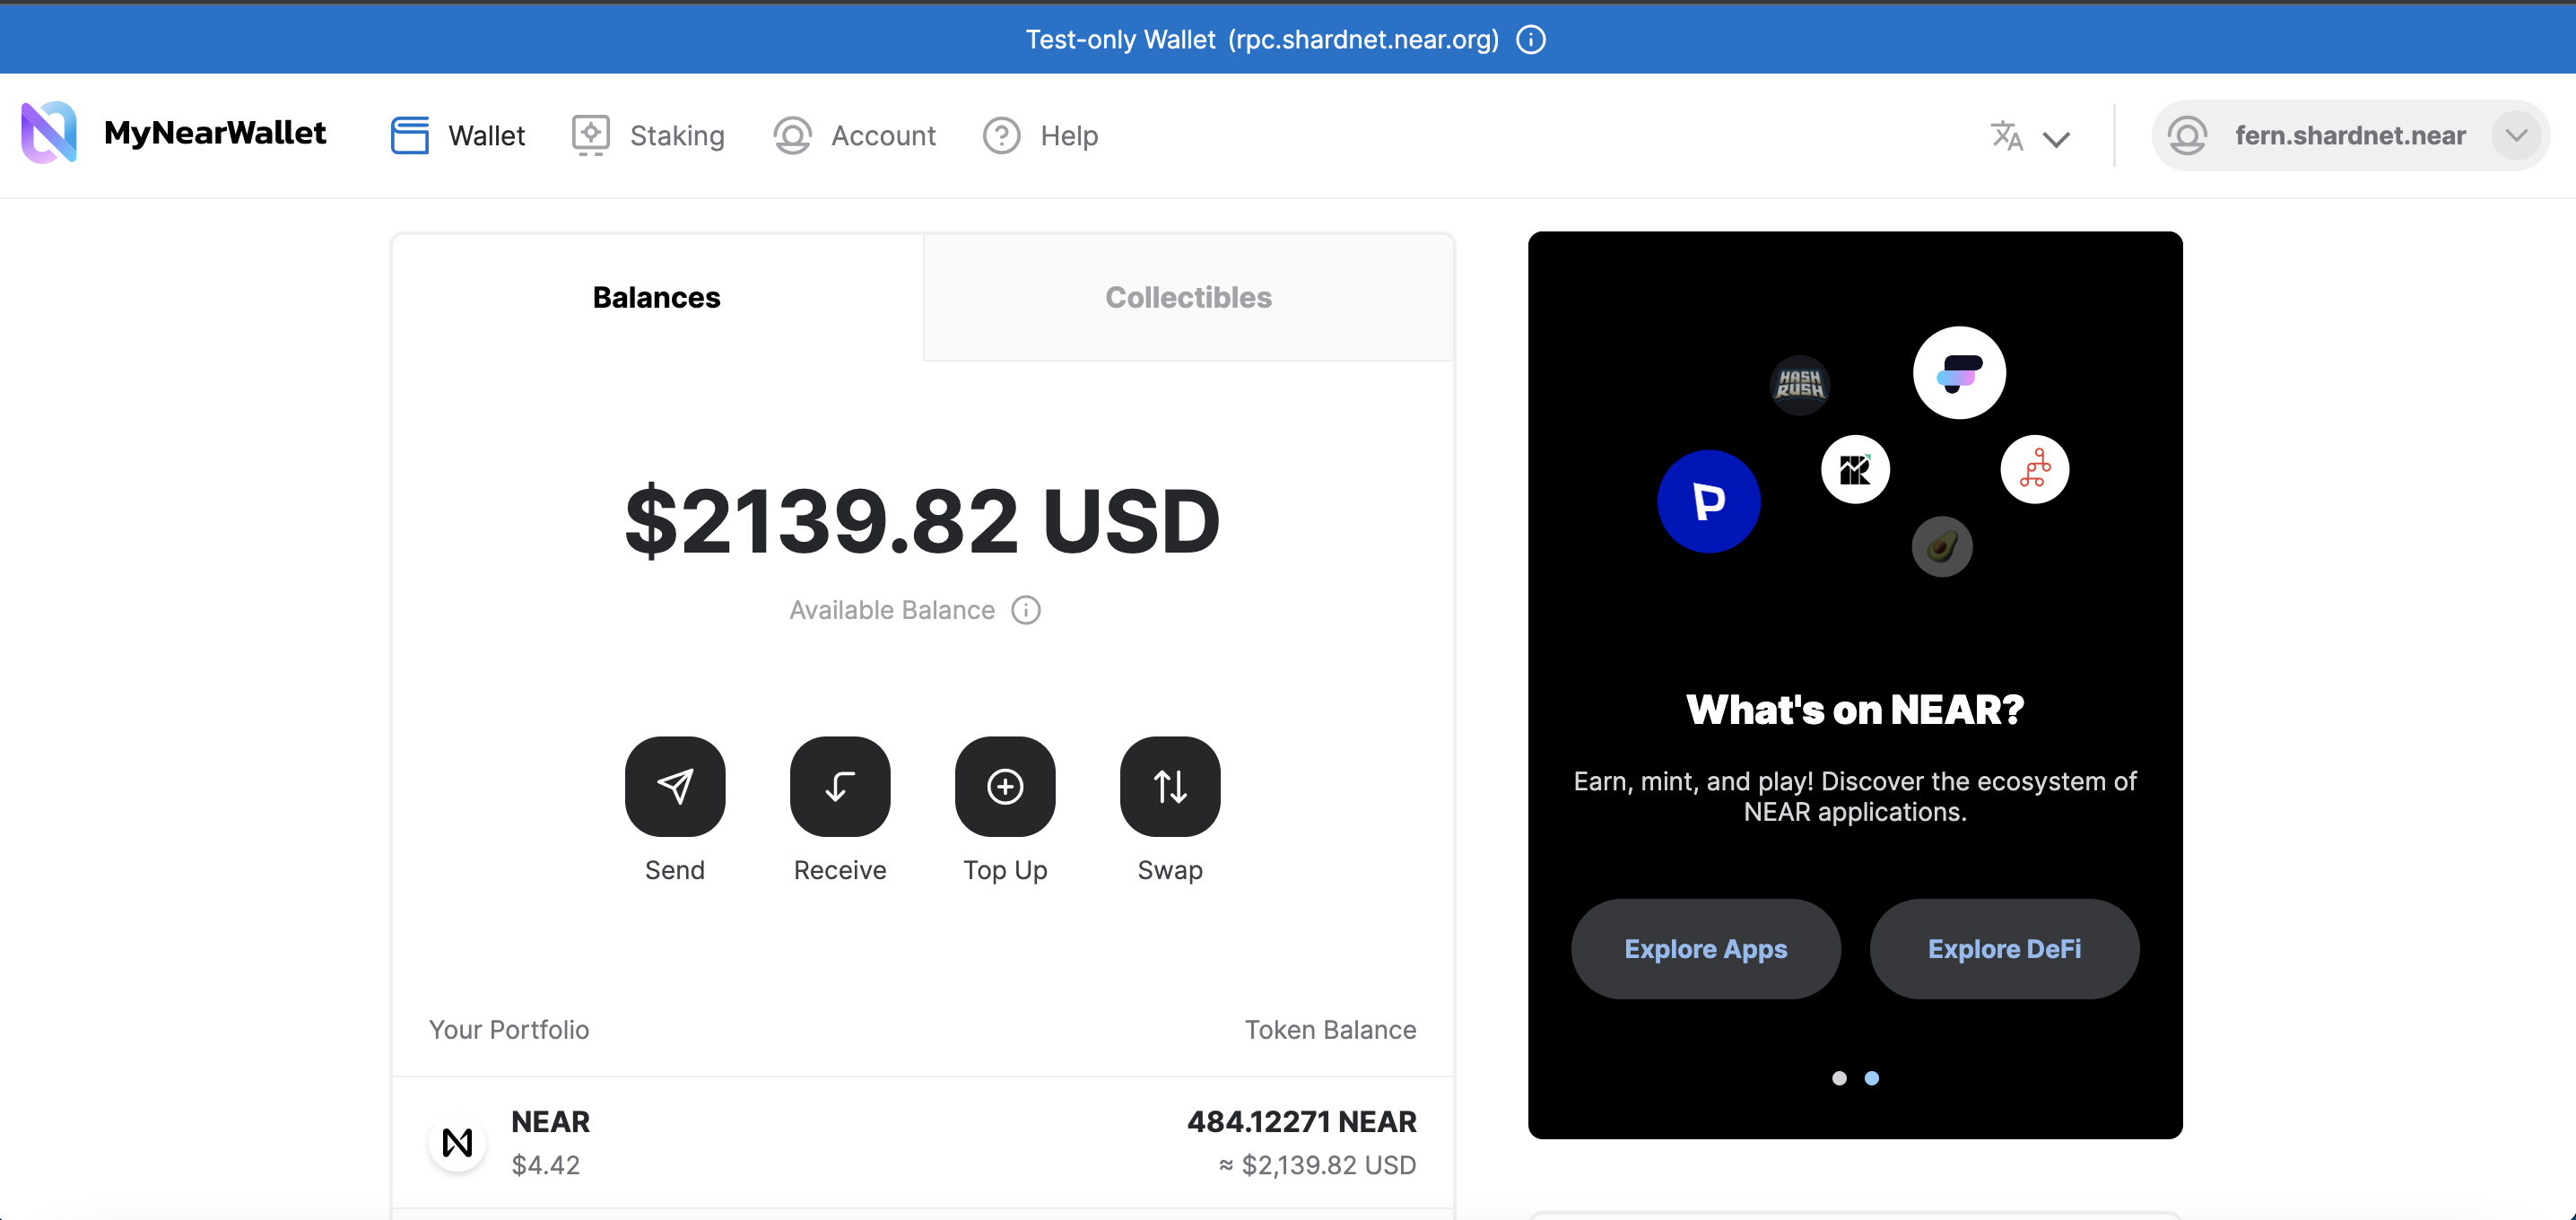 Test-only Wallet (rpc.shardnet.near.org)
MyNearWallet
Wallet
Staking
Account
Help
fern.shardnet.near
Balances
Collectibles
$2139.82 USD
Available Balance
Send
Receive
Top Up
Swap
Your Portfolio
Token Balance
NEAR
484.12271 NEAR
$4.42
≈ $2,139.82 USD
HASH
RUSH
What's on NEAR?
Earn, mint, and play! Discover the ecosystem of
NEAR applications.
Explore Apps
Explore DeFi